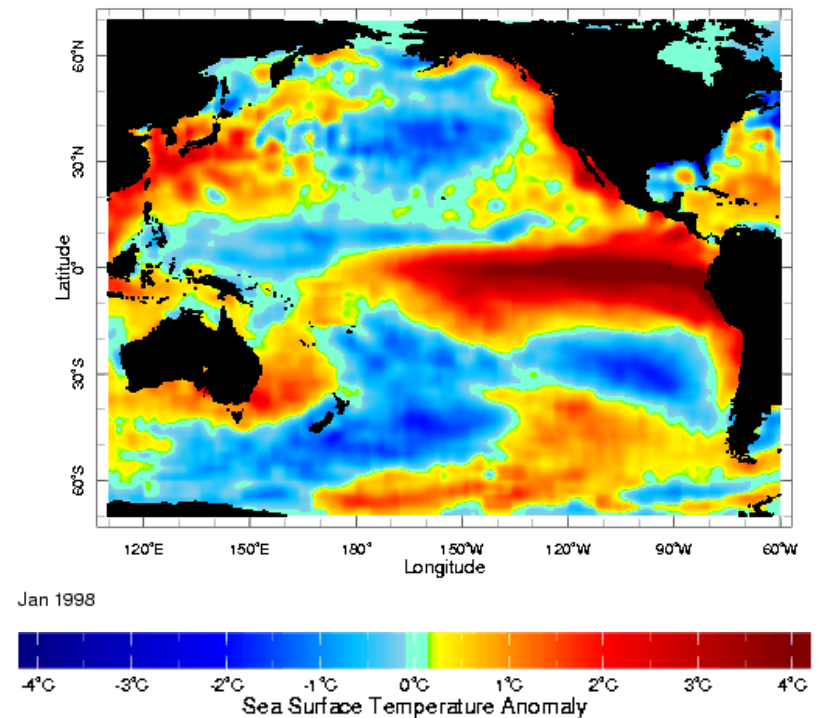 60°N
30°N
0°
30°S
60°S
Latitude
120°E 150°E 180° 150°W 120°W 90°W 60°W
Longitude
Jan 1998
-4°C -3°C -2°C -1°C 0°C 1°C 2°C 3°C 4°C
Sea Surface Temperature Anomaly